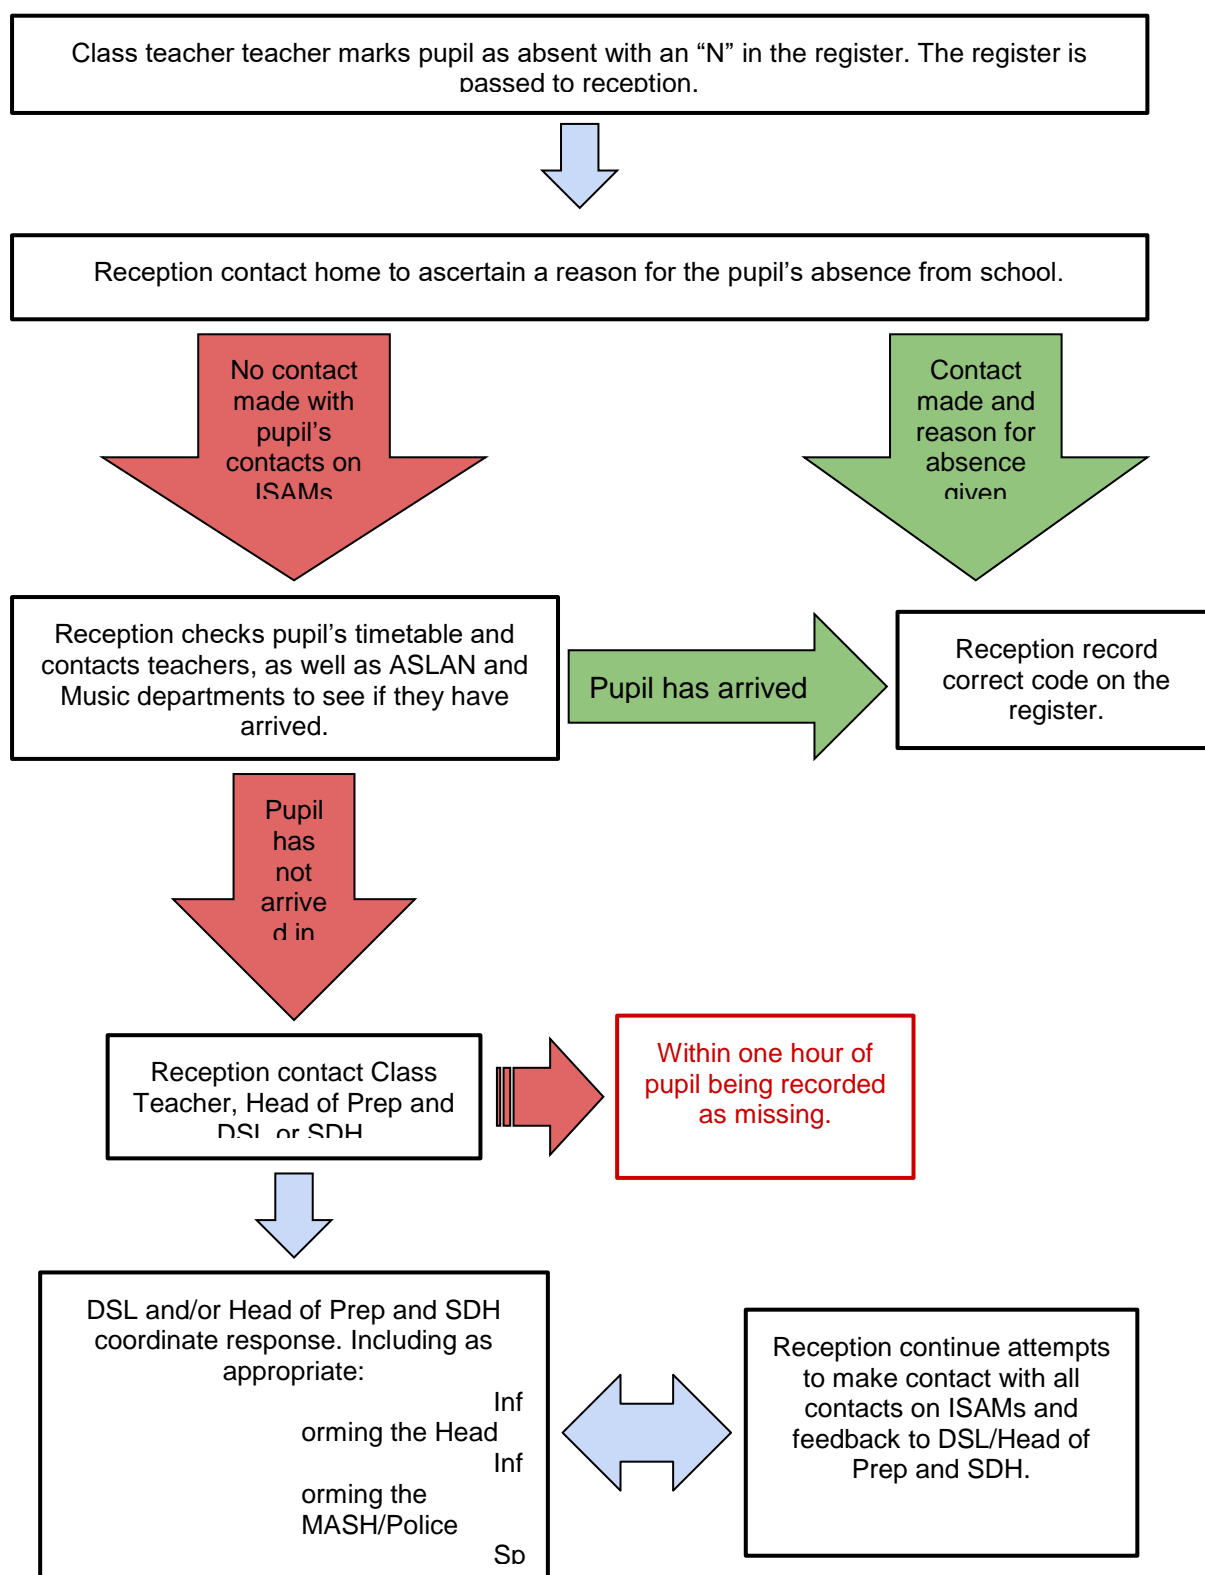 Class teacher teacher marks pupil as absent with an “N” in the register. The register is
passed to reception.
Reception contact home to ascertain a reason for the pupil’s absence from school.
No contact
made with
pupil’s
contacts on
ISAMs
Contact
made and
reason for
absence
given
Reception checks pupil’s timetable and
contacts teachers, as well as ASLAN and
Music departments to see if they have
arrived.
Pupil has arrived
Reception record
correct code on the
register.
Pupil
has
not
arrive
d in
Reception contact Class
Teacher, Head of Prep and
DSL or SDH
Within one hour of
pupil being recorded
as missing.
DSL and/or Head of Prep and SDH
coordinate response. Including as
appropriate:
Inf
orming the Head
Inf
orming the
MASH/Police
Sp
Reception continue attempts
to make contact with all
contacts on ISAMs and
feedback to DSL/Head of
Prep and SDH.